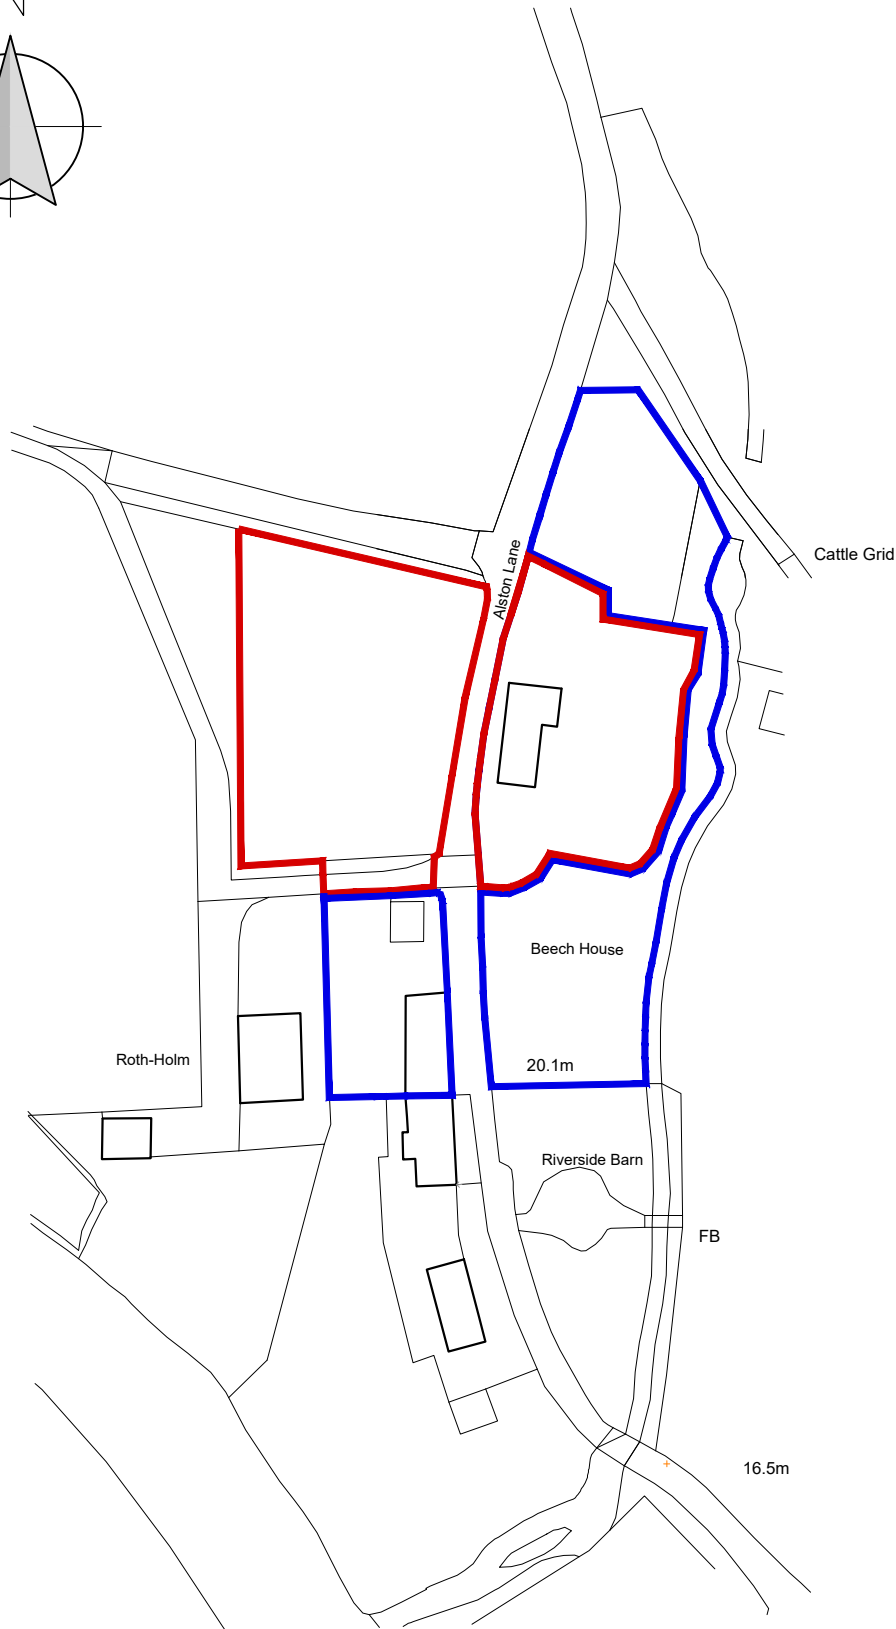 N
Alston Lane
Cattle Grid
Beech House
Roth-Holm
20.1m
Riverside Barn
FB
16.5m